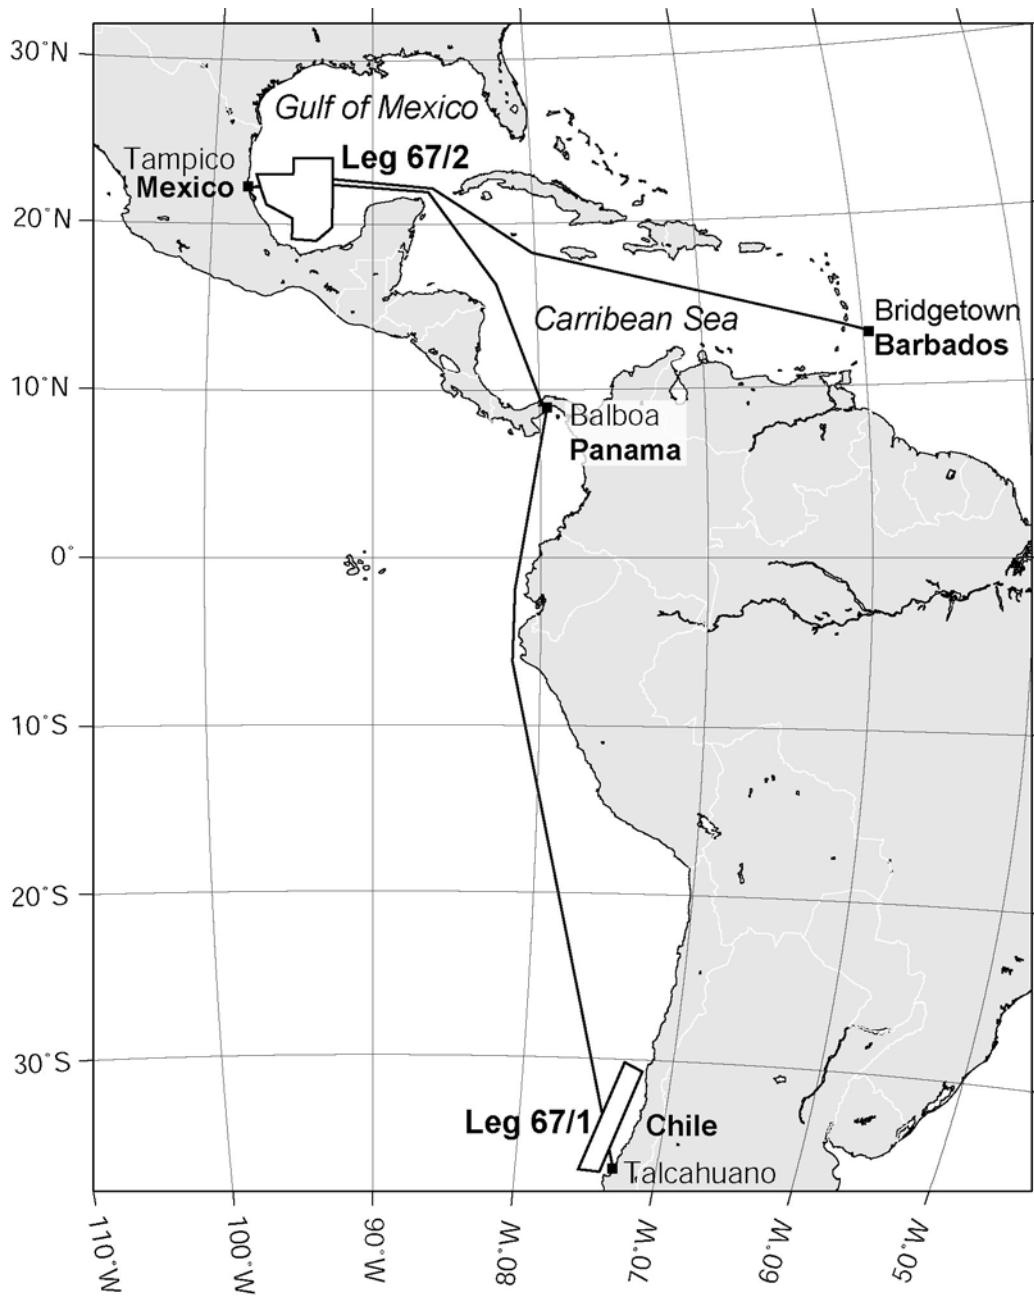 30°N
Gulf of Mexico
Tampico
Mexico
Leg 67/2
20°N
Carribean Sea
Bridgetown
Barbados
10°N
Balboa
Panama
0°
10°S
20°S
30°S
Leg 67/1
Chile
Talcahuano
110°W
100°W
90°W
80°W
70°W
60°W
50°W